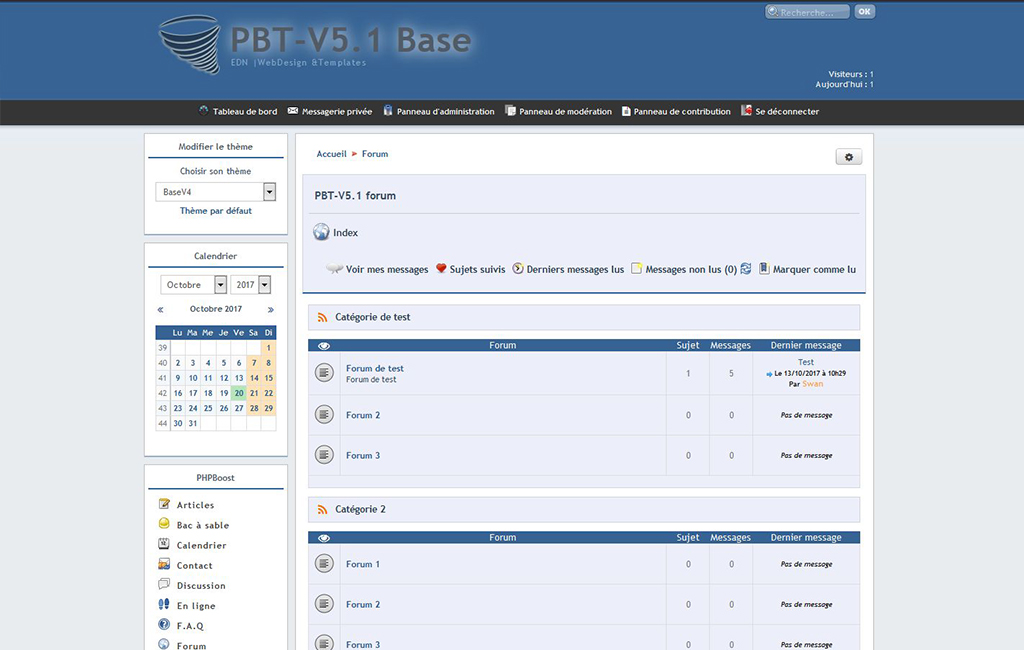 Recherche... OK
PBT-V5.1 Base
EDN |WebDesign &Templates
Visiteurs : 1
Aujourd'hui : 1
Tableau de bord Messagerie privée Panneau d'administration Panneau de modération Panneau de contribution Se déconnecter
Modifier le thème
Choisir son thème
BaseV4
Thème par défaut
Calendrier
Octobre 2017
« Octobre 2017 »
Lu Ma Me Je Ve Sa Di
39 1
40 2 3 4 5 6 7 8
41 9 10 11 12 13 14 15
42 16 17 18 19 20 21 22
43 23 24 25 26 27 28 29
44 30 31
PHPBoost
Articles
Bac à sable
Calendrier
Contact
Discussion
En ligne
F.A.Q
Forum
Accueil Forum
PBT-V5.1 forum
Index
Voir mes messages Sujets suivis Derniers messages lus Messages non lus (0) Marquer comme lu
Catégorie de test
Forum Sujet Messages Dernier message
Forum de test
Forum de test
1 5
Test
Le 13/10/2017 à 10h29
Par Swan
Forum 2 0 0 Pas de message
Forum 3 0 0 Pas de message
Catégorie 2
Forum Sujet Messages Dernier message
Forum 1 0 0 Pas de message
Forum 2 0 0 Pas de message
Forum 3 0 0 Pas de message